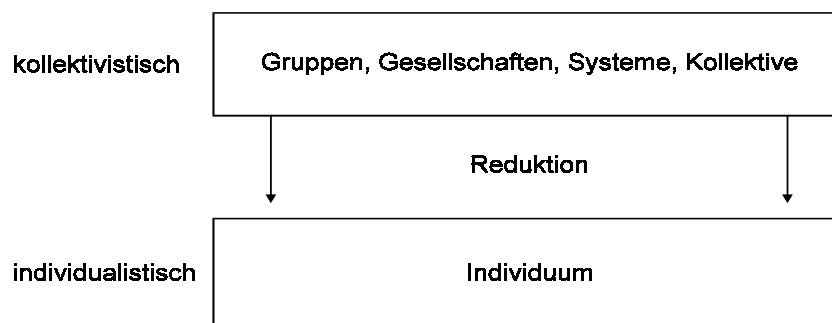 kollektivistisch
Gruppen, Gesellschaften, Systeme, Kollektive
Reduktion
individualistisch
Individuum